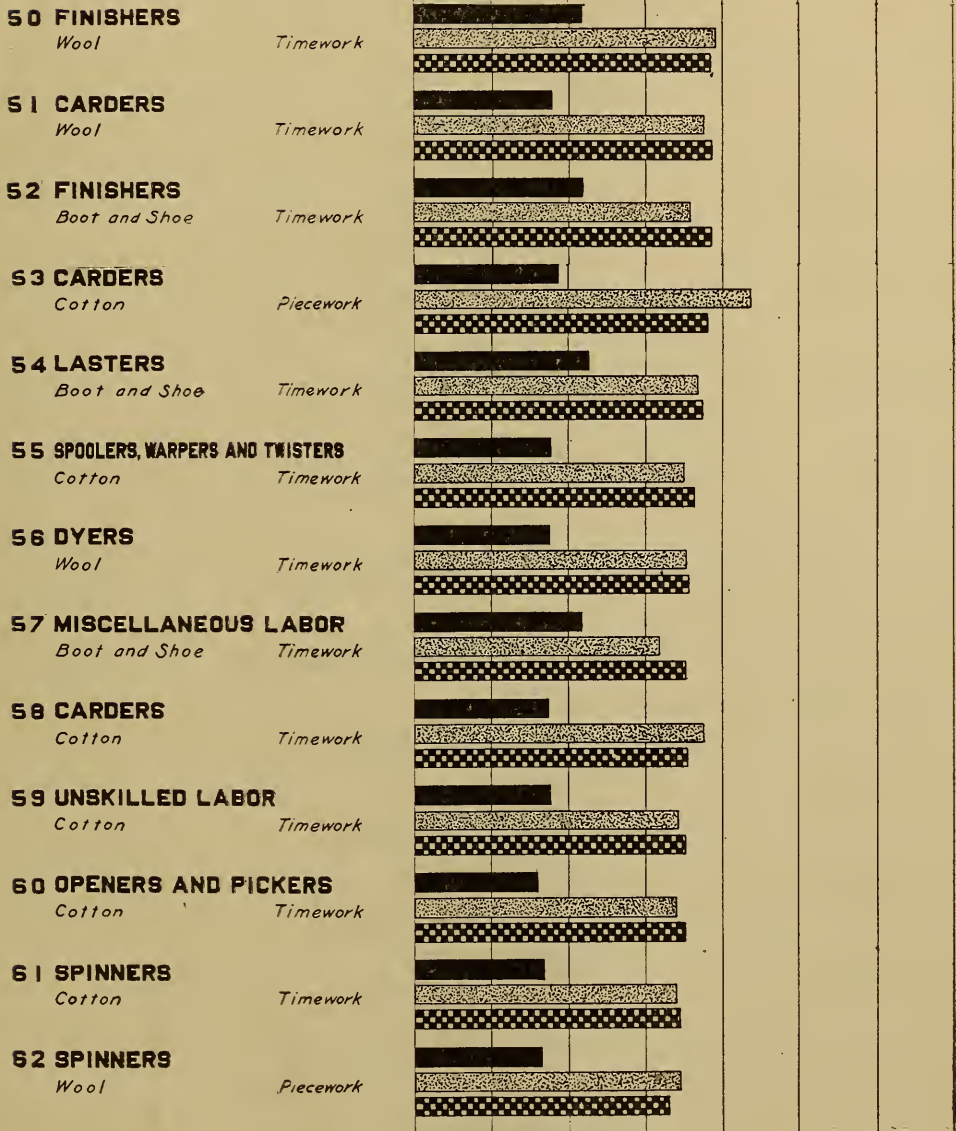 50 FINISHERS
Wool Timework
51 CARDERS
Wool Timework
52 FINISHERS
Boot and Shoe Timework
53 CARDERS
Cotton Piecework
54 LASTERS
Boot and Shoe Timework
55 SPOOLERS, WARPERS AND TWISTERS
Cotton Timework
56 DYERS
Wool Timework
57 MISCELLANEOUS LABOR
Boot and Shoe Timework
58 CARDERS
Cotton Timework
59 UNSKILLED LABOR
Cotton Timework
60 OPENERS AND PICKERS
Cotton Timework
61 SPINNERS
Cotton Timework
62 SPINNERS
Wool Piecework